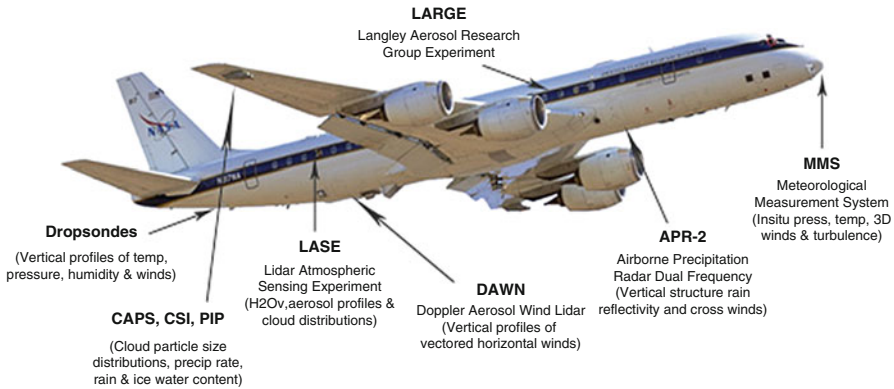 LARGE
Langley Aerosol Research
Group Experiment
NASA
MMS
Meteorological
Measurement System
(Insitu press, temp, 3D
winds & turbulence)
Dropsondes
(Vertical profiles of temp,
pressure, humidity & winds)
LASE
Lidar Atmospheric
Sensing Experiment
(H2Ov,aerosol profiles &
cloud distributions)
APR-2
Airborne Precipitation
Radar Dual Frequency
(Vertical structure rain
reflectivity and cross winds)
DAWN
Doppler Aerosol Wind Lidar
(Vertical profiles of
vectored horizontal winds)
CAPS, CSI, PIP
(Cloud particle size
distributions, precip rate,
rain & ice water content)